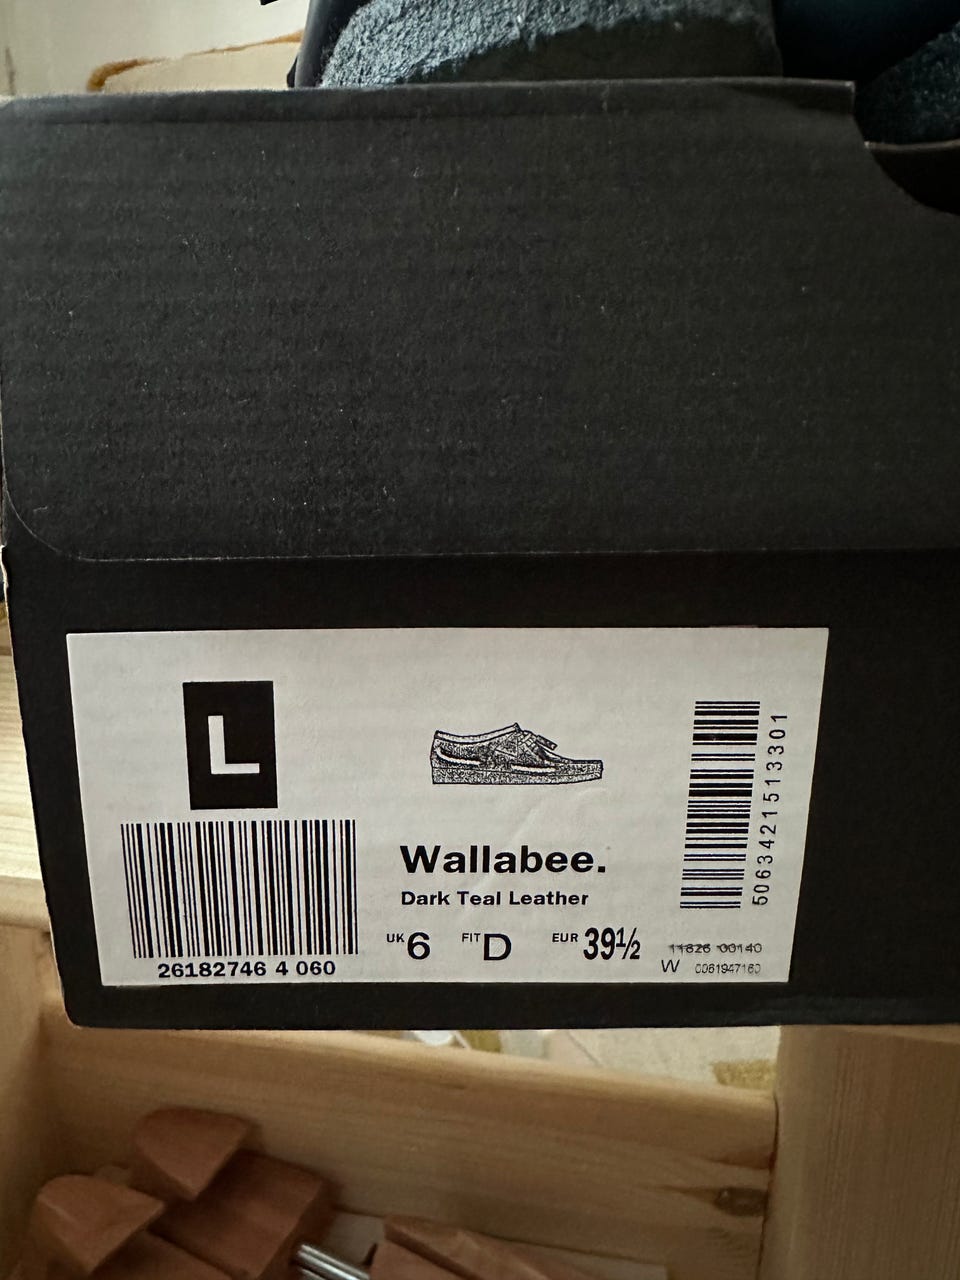 L
26182746 4 060
Wallabee.
Dark Teal Leather
UK 6 FIT D EUR 39½
5063421513301
11826 00140
W 0061947160